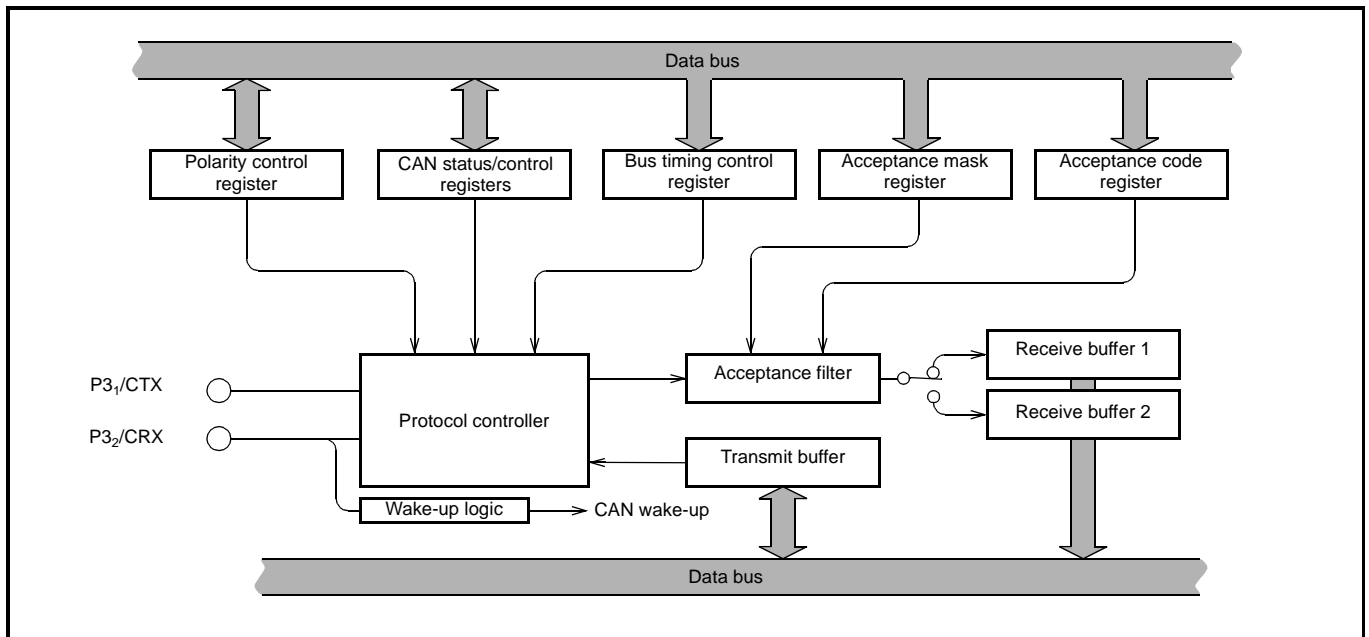 Data bus
Polarity control
register
CAN status/control
registers
Bus timing control
register
Acceptance mask
register
Acceptance code
register
P3₁/CTX
P3₂/CRX
Protocol controller
Acceptance filter
Receive buffer 1
Receive buffer 2
Transmit buffer
Wake-up logic
CAN wake-up
Data bus